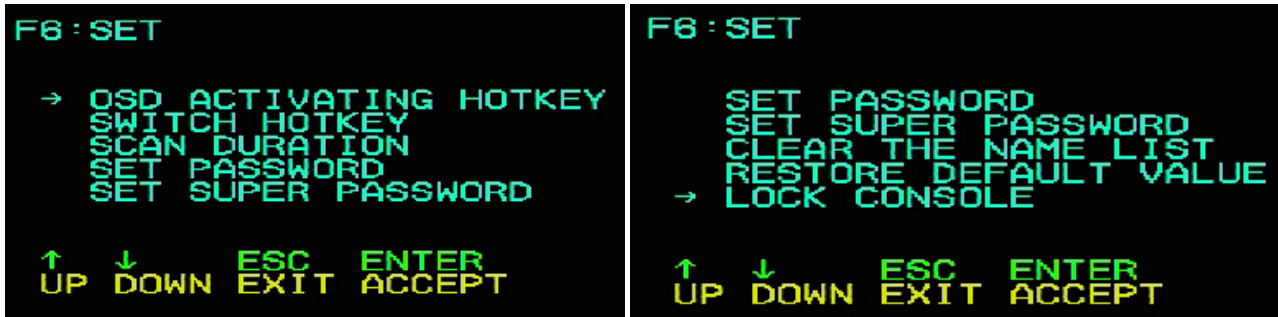 F6:SET
→ OSD ACTIVATING HOTKEY
SWITCH HOTKEY
SCAN DURATION
SET PASSWORD
SET SUPER PASSWORD
↑ ↓ ESC ENTER
UP DOWN EXIT ACCEPT
F6:SET
SET PASSWORD
SET SUPER PASSWORD
CLEAR THE NAME LIST
RESTORE DEFAULT VALUE
→ LOCK CONSOLE
↑ ↓ ESC ENTER
UP DOWN EXIT ACCEPT